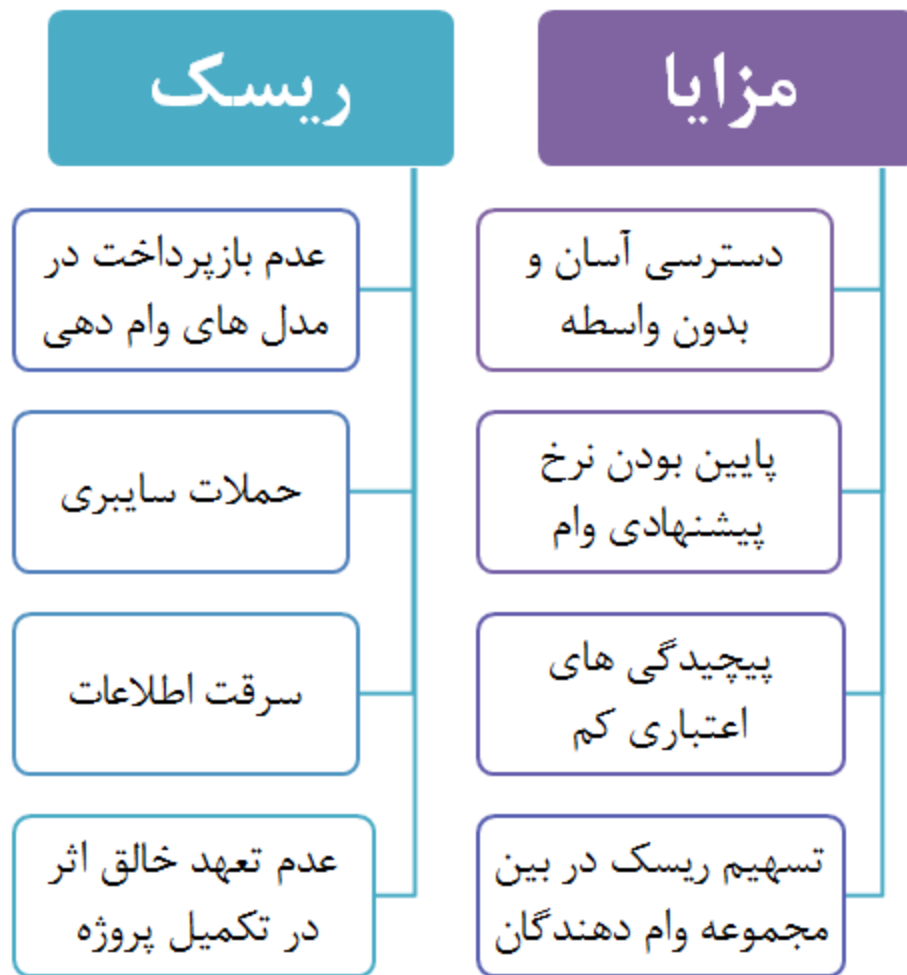 مزایا
دسترسی آسان و
بدون واسطه
پایین بودن نرخ
پیشنهادی وام
پیچیدگی های
اعتباری کم
تسهیم ریسک در بین
مجموعه وام دهندگان
ریسک
عدم بازپرداخت در
مدل های وام دهی
حملات سایبری
سرقت اطلاعات
عدم تعهد خالق اثر
در تکمیل پروژه